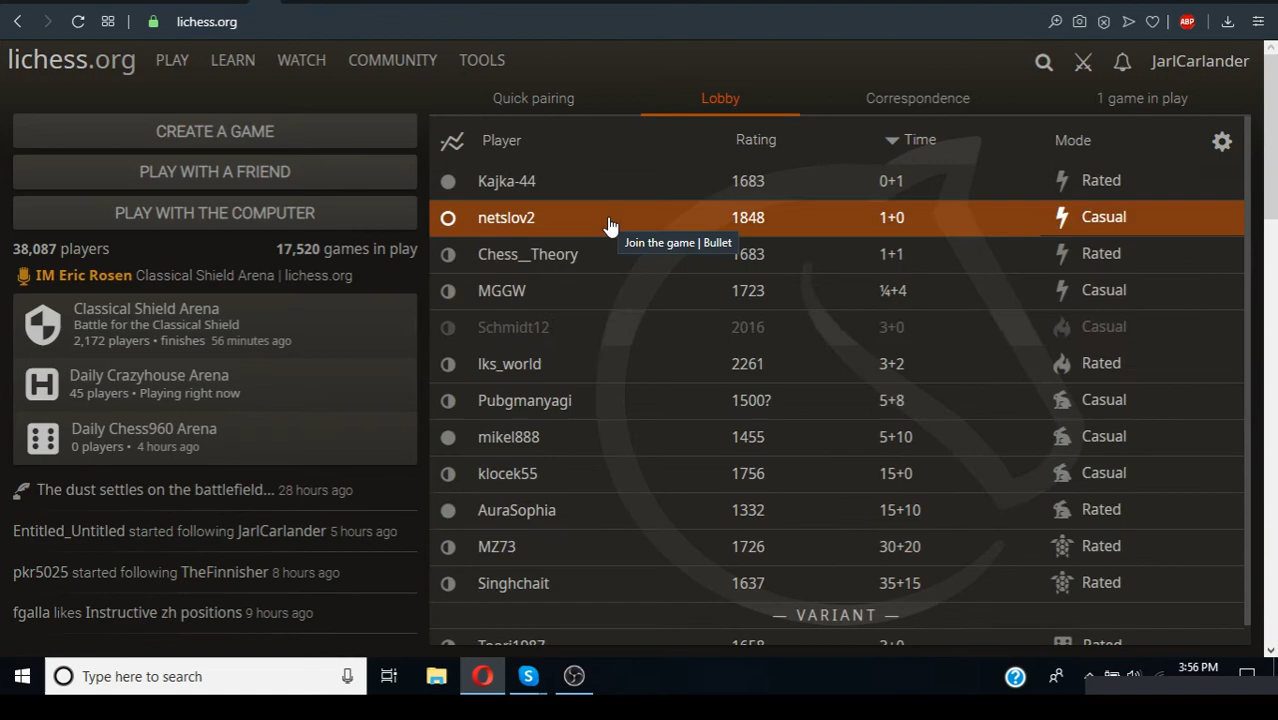 lichess.org
ABP
lichess.org PLAY LEARN WATCH COMMUNITY TOOLS JarlCarlander
Quick pairing Lobby Correspondence 1 game in play
CREATE A GAME
PLAY WITH A FRIEND
PLAY WITH THE COMPUTER
38,087 players 17,520 games in play
IM Eric Rosen Classical Shield Arena | lichess.org
Classical Shield Arena
Battle for the Classical Shield
2,172 players • finishes 56 minutes ago
Daily Crazyhouse Arena
45 players • Playing right now
Daily Chess960 Arena
0 players • 4 hours ago
The dust settles on the battlefield... 28 hours ago
Entitled_Untitled started following JarlCarlander 5 hours ago
pkr5025 started following TheFinnisher 8 hours ago
fgalla likes Instructive zh positions 9 hours ago
Player Rating Time Mode
Kajka-44 1683 0+1 Rated
netslov2 1848 1+0 Casual
Join the game | Bullet
Chess__Theory 1683 1+1 Rated
MGGW 1723 ¼+4 Casual
Schmidt12 2016 3+0 Casual
lks_world 2261 3+2 Rated
Pubgmanyagi 1500? 5+8 Casual
mikel888 1455 5+10 Casual
klocek55 1756 15+0 Casual
AuraSophia 1332 15+10 Rated
MZ73 1726 30+20 Rated
Singhchait 1637 35+15 Rated
— VARIANT —
Type here to search
3:56 PM